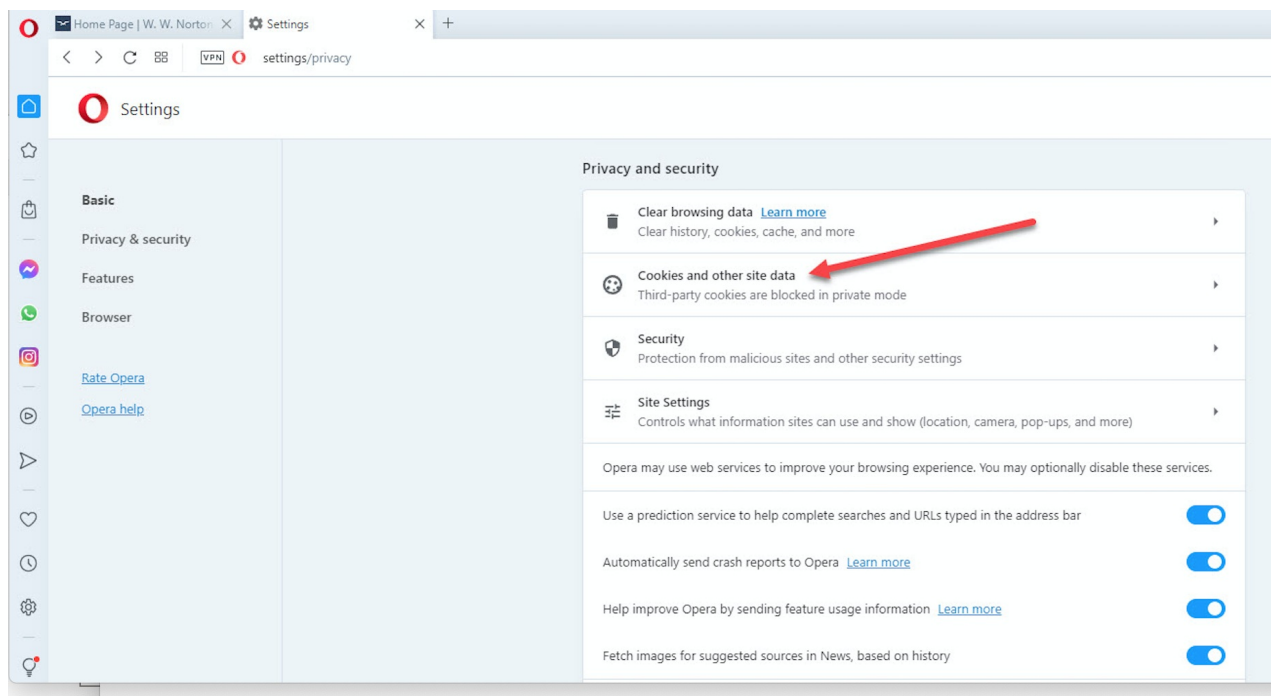 Home Page | W. W. Norton
Settings
VPN
settings/privacy
Settings
Basic
Privacy & security
Features
Browser
Rate Opera
Opera help
Privacy and security
Clear browsing data Learn more
Clear history, cookies, cache, and more
Cookies and other site data
Third-party cookies are blocked in private mode
Security
Protection from malicious sites and other security settings
Site Settings
Controls what information sites can use and show (location, camera, pop-ups, and more)
Opera may use web services to improve your browsing experience. You may optionally disable these services.
Use a prediction service to help complete searches and URLs typed in the address bar
Automatically send crash reports to Opera Learn more
Help improve Opera by sending feature usage information Learn more
Fetch images for suggested sources in News, based on history